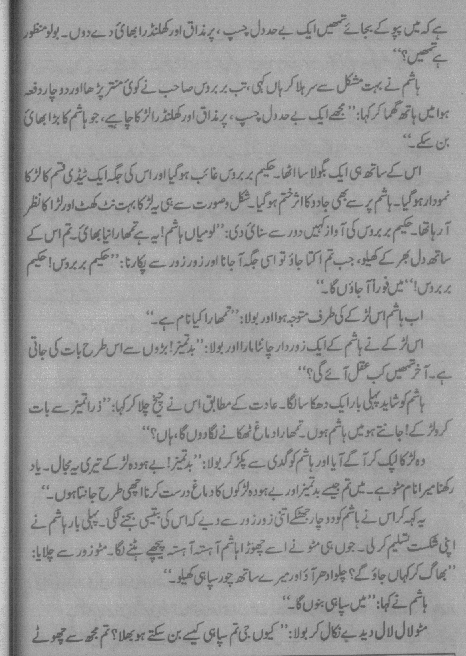 ہے کہ میں پپو کے بجائے تمھیں ایک بے حد دل چسپ، پر مذاق اور کھلنڈرا بھائی دے دوں۔ بولو منظور
ہے تمھیں؟‘‘
ہاشم نے بہت مشکل سے سر ہلا کر ہاں کہی، تب بربروس صاحب نے کوئی منتر پڑھا اور دو چار دفعہ
ہوا میں ہاتھ گھما کر کہا: ’’مجھے ایک بے حد دل چسپ، پر مذاق اور کھلنڈرا لڑکا چاہیے، جو ہاشم کا بڑا بھائی بن
سکے۔‘‘
اس کے ساتھ ہی ایک بگولا سا اٹھا۔ حکیم بربروس غائب ہو گیا اور اس کی جگہ ایک ٹیڈی قسم کا لڑکا
نمودار ہو گیا۔ ہاشم پر سے بھی جادو کا اثر ختم ہو گیا۔ شکل و صورت سے ہی یہ لڑکا بہت نٹ کھٹ اور لڑاکا نظر
آ رہا تھا۔ حکیم بربروس کی آواز کہیں دور سے سنائی دی: ’’لو میاں ہاشم! یہ ہے تمھارا نیا بھائی۔ تم اس کے
ساتھ دل بھر کے کھیلو، جب تم اکتا جاؤ تو اسی جگہ آ جانا اور زور زور سے پکارنا: ’’حکیم بربروس! حکیم
بربروس!‘‘ میں فوراً آ جاؤں گا۔‘‘
اب ہاشم اس لڑکے کی طرف متوجہ ہوا اور بولا: ’’تمھارا کیا نام ہے۔‘‘
اس لڑکے نے ہاشم کے ایک زوردار چانٹا مارا اور بولا: ’’بدتمیز! بڑوں سے اس طرح بات کی جاتی
ہے۔ آخر تمھیں کب عقل آئے گی؟‘‘
ہاشم کو شاید پہلی بار ایک دھکا سا لگا۔ عادت کے مطابق اس نے چیخ چلا کر کہا: ’’ذرا تمیز سے بات
کرو لڑکے! جانتے ہو میں ہاشم ہوں۔ تمھارا دماغ ٹھکانے لگا دوں گا، ہاں؟‘‘
وہ لڑکا لپک کر آگے آیا اور ہاشم کو گدی سے پکڑ کر بولا: ’’بدتمیز! بے ہودہ لڑکے تیری یہ مجال۔ یاد
رکھنا میرا نام مٹو ہے۔ میں تم جیسے بدتمیز اور بے ہودہ لڑکوں کا دماغ درست کرنا اچھی طرح جانتا ہوں۔‘‘
یہ کہہ کر اس نے ہاشم کو دو چار جھٹکے اتنی زور زور سے دیے کہ اس کی بتیسی بجنے لگی۔ پہلی بار ہاشم نے
اپنی شکست تسلیم کر لی۔ جوں ہی مٹو نے اسے چھوڑا ہاشم آہستہ آہستہ پیچھے ہٹنے لگا۔ مٹو زور سے چلایا:
’’بھاگ کر کہاں جاؤ گے؟ چلو ادھر آؤ اور میرے ساتھ چور سپاہی کھیلو۔‘‘
ہاشم نے کہا: ’’میں سپاہی بنوں گا۔‘‘
مٹو لال لال دیدے نکال کر بولا: ’’کیوں جی تم سپاہی کیسے بن سکتے ہو بھلا؟ تم مجھ سے چھوٹے